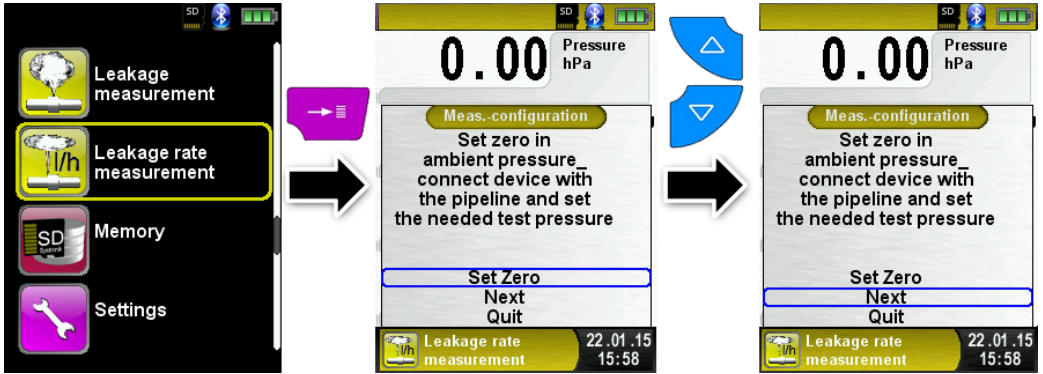 SD
Leakage
measurement
l/h
Leakage rate
measurement
SD
Memory
Settings
SD
0.00
Pressure
hPa
Meas.-configuration
Set zero in
ambient pressure_
connect device with
the pipeline and set
the needed test pressure
Set Zero
Next
Quit
l/h
Leakage rate
measurement
22.01.15
15:58
SD
0.00
Pressure
hPa
Meas.-configuration
Set zero in
ambient pressure_
connect device with
the pipeline and set
the needed test pressure
Set Zero
Next
Quit
l/h
Leakage rate
measurement
22.01.15
15:58